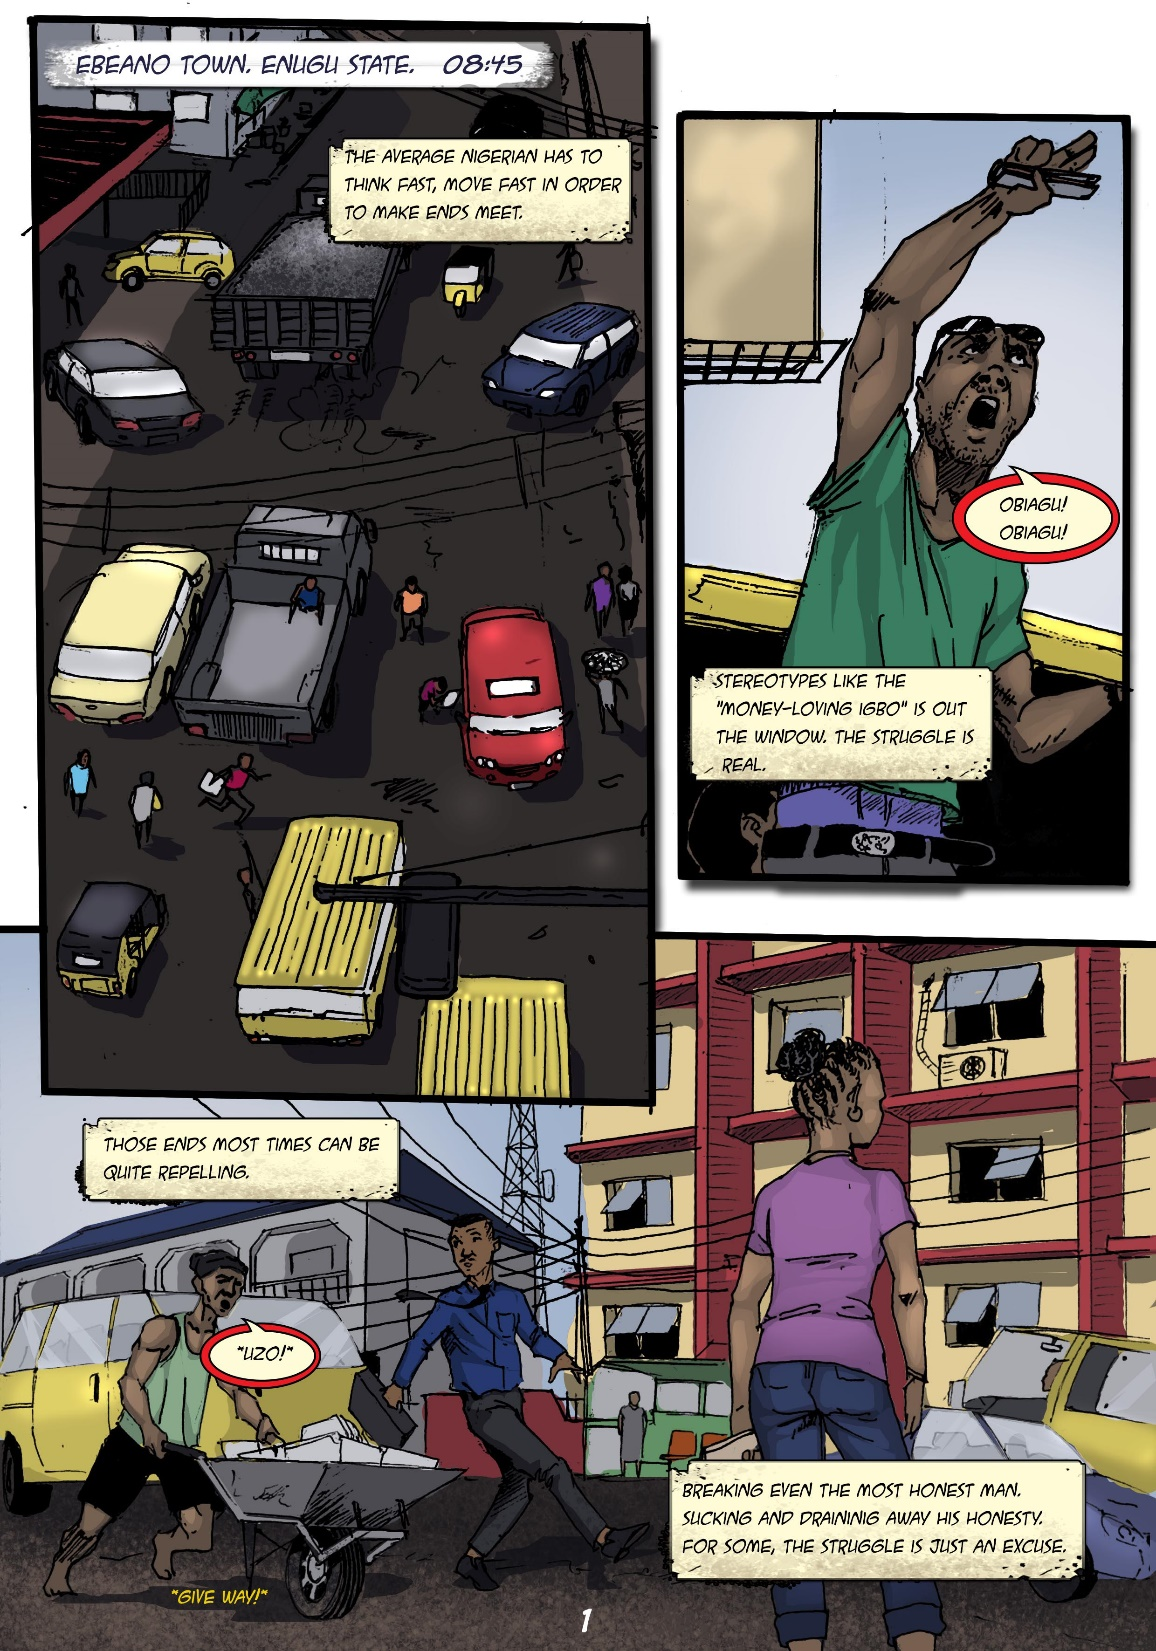 EBEANO TOWN. ENUGU STATE. 08:45
THE AVERAGE NIGERIAN HAS TO
THINK FAST, MOVE FAST IN ORDER
TO MAKE ENDS MEET.
OBIAGU!
OBIAGU!
STEREOTYPES LIKE THE
"MONEY-LOVING IGBO" IS OUT
THE WINDOW. THE STRUGGLE IS
REAL.
THOSE ENDS MOST TIMES CAN BE
QUITE REPELLING.
"UZO!"
"GIVE WAY!"
BREAKING EVEN THE MOST HONEST MAN.
SUCKING AND DRAININIG AWAY HIS HONESTY.
FOR SOME, THE STRUGGLE IS JUST AN EXCUSE.
1